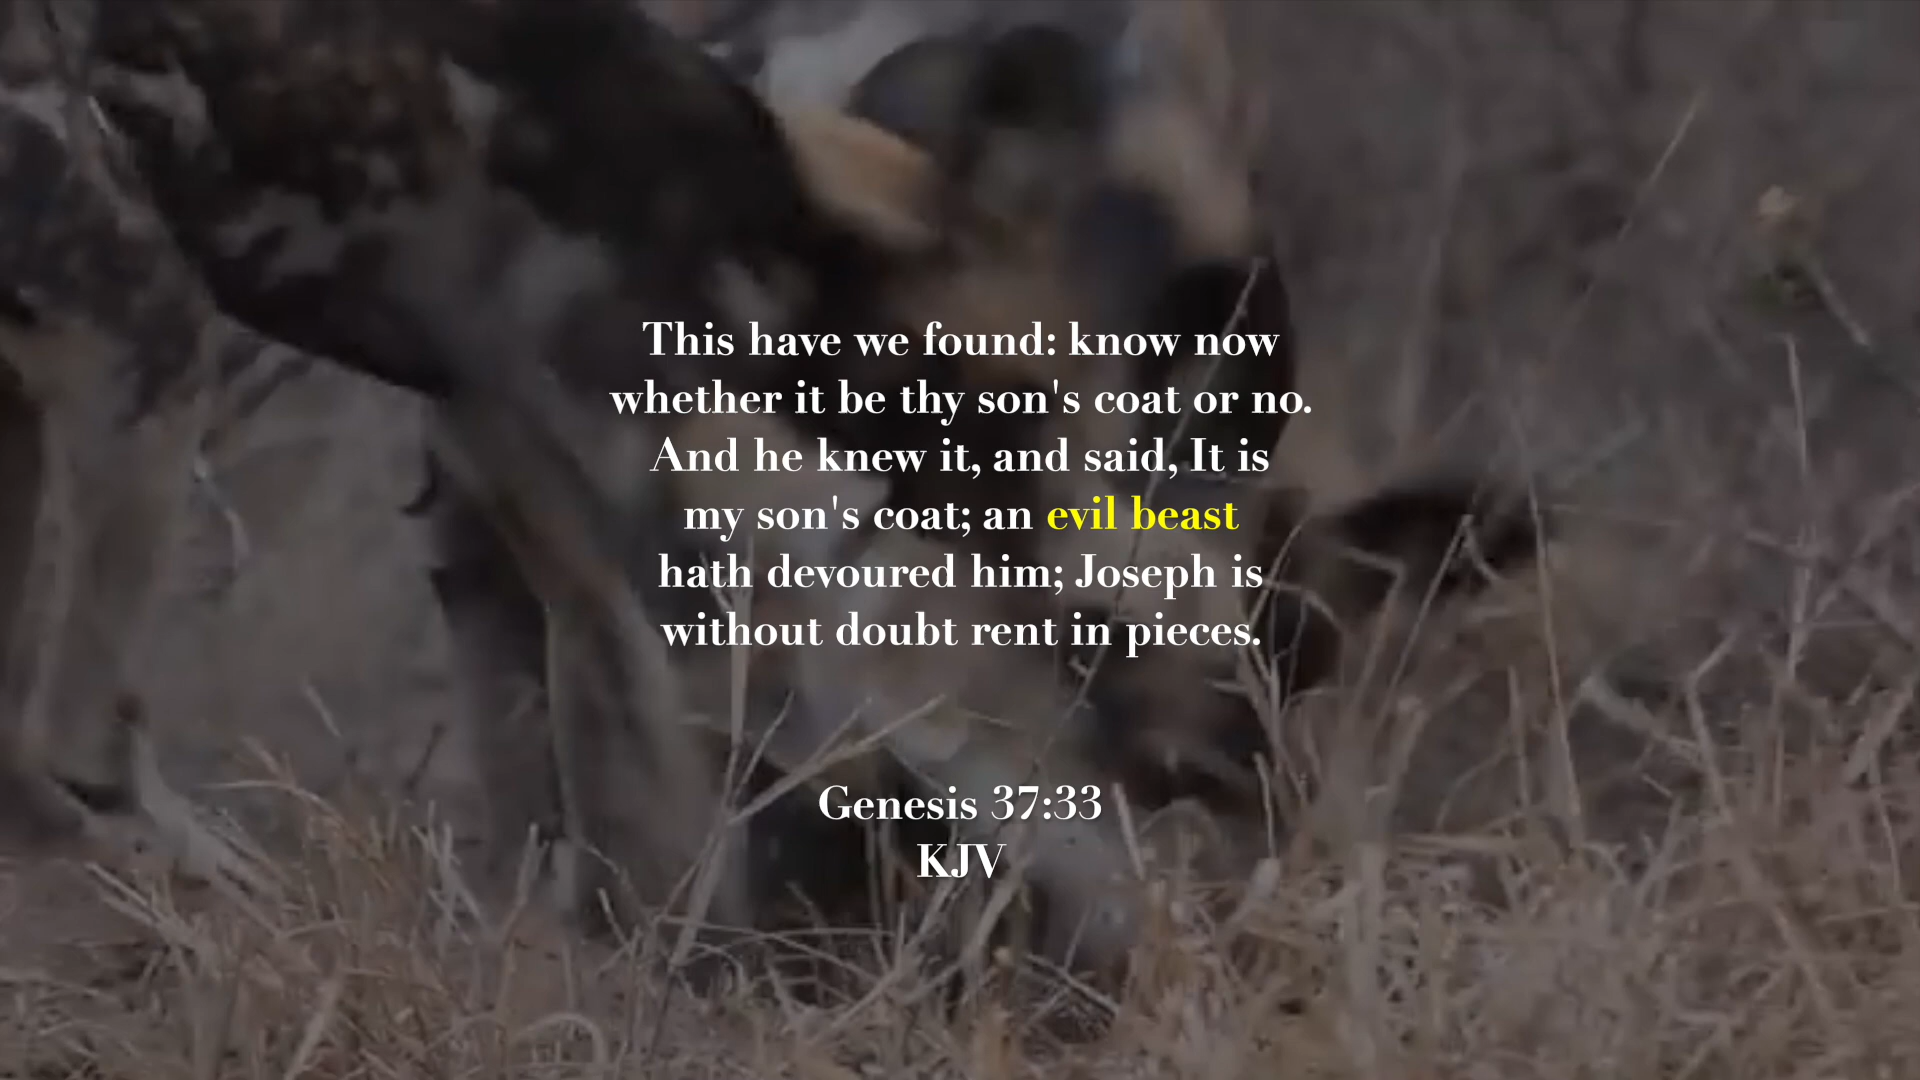 This have we found: know now
whether it be thy son's coat or no.
And he knew it, and said, It is
my son's coat; an evil beast
hath devoured him; Joseph is
without doubt rent in pieces.
Genesis 37:33
KJV